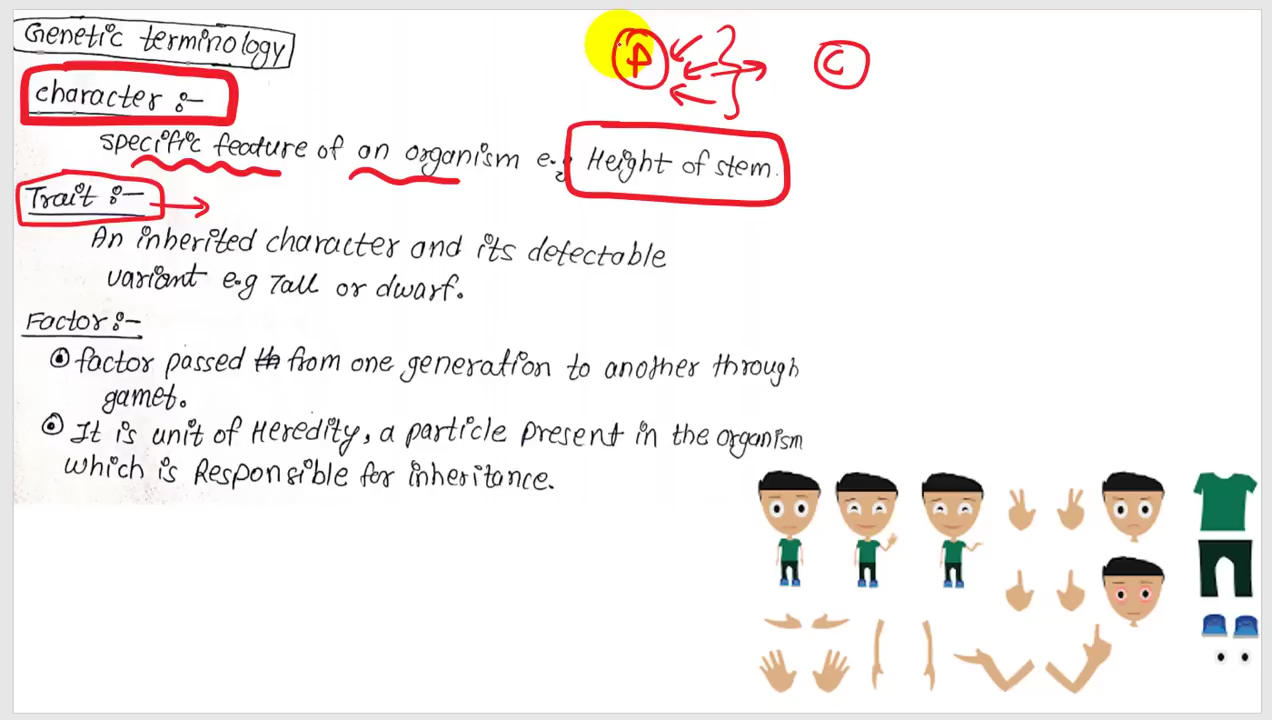 Genetic terminology
P C
character :-
specific feature of an organism e.g Height of stem.
Trait :-
An inherited character and its detectable
variant e.g Tall or dwarf.
Factor :-
factor passed from one generation to another through
gamet.
It is unit of Heredity, a particle present in the organism
which is Responsible for inheritance.